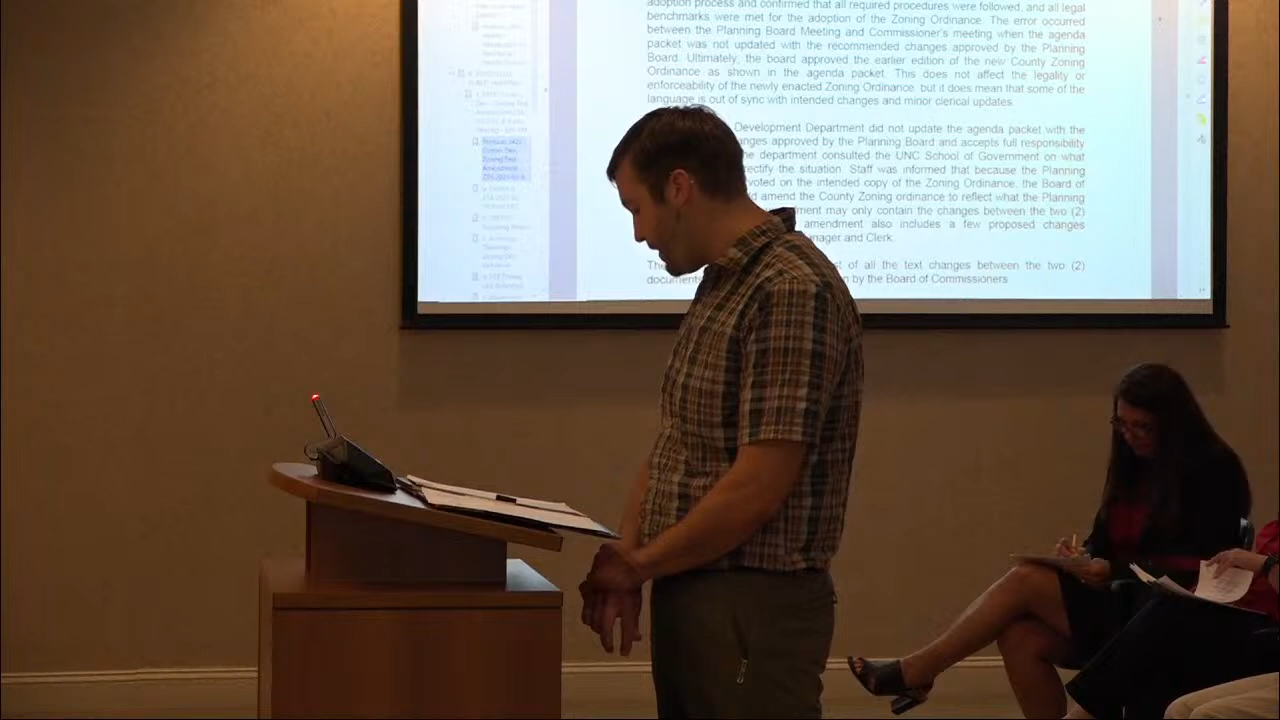 adoption process and confirmed that all required procedures were followed, and all legal
benchmarks were met for the adoption of the Zoning Ordinance. The error occurred
between the Planning Board Meeting and Commissioner's meeting when the agenda
packet was not updated with the recommended changes approved by the Planning
Board. Ultimately, the board approved the earlier edition of the new County Zoning
Ordinance as shown in the agenda packet. This does not affect the legality or
enforceability of the newly enacted Zoning Ordinance, but it does mean that some of the
language is out of sync with intended changes and minor clerical updates.
Development Department did not update the agenda packet with the
anges approved by the Planning Board and accepts full responsibility
he department consulted the UNC School of Government on what
rectify the situation. Staff was informed that because the Planning
voted on the intended copy of the Zoning Ordinance, the Board of
d amend the County Zoning ordinance to reflect what the Planning
ment may only contain the changes between the two (2)
amendment also includes a few proposed changes
nager and Clerk.
The st of all the text changes between the two (2)
document n by the Board of Commissioners